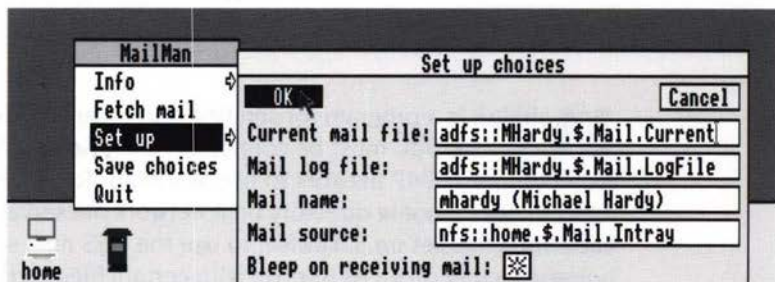 MailMan
Info
Fetch mail
Set up
Save choices
Quit
Set up choices
OK
Cancel
Current mail file: adfs::MHardy.$.Mail.Current
Mail log file: adfs::MHardy.$.Mail.LogFile
Mail name: mhardy (Michael Hardy)
Mail source: nfs::home.$.Mail.Intray
Bleep on receiving mail:
home